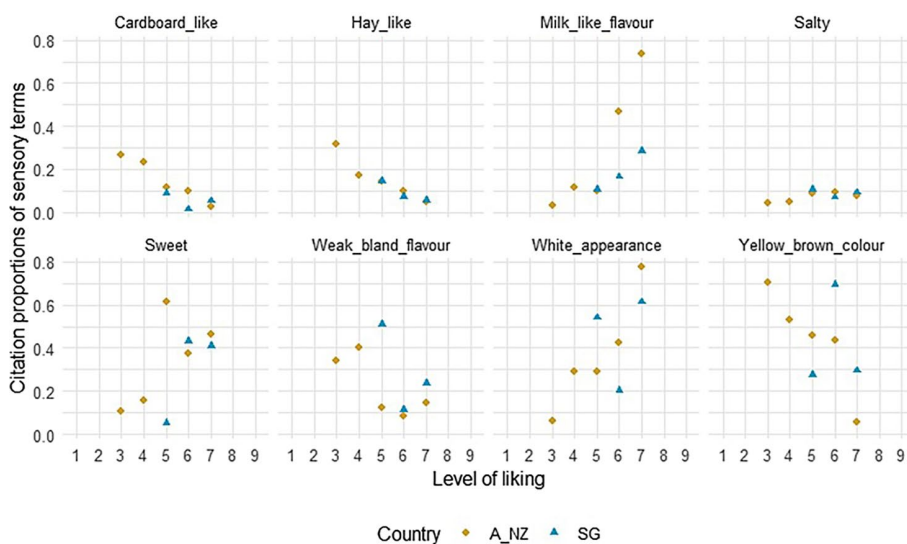 Cardboard_like Hay_like Milk_like_flavour Salty
0.8
0.6
0.4
0.2
0.0
Sweet Weak_bland_flavour White_appearance Yellow_brown_colour
0.8
0.6
0.4
0.2
0.0
Citation proportions of sensory terms
1 2 3 4 5 6 7 8 9 1 2 3 4 5 6 7 8 9 1 2 3 4 5 6 7 8 9 1 2 3 4 5 6 7 8 9
Level of liking
Country A_NZ SG